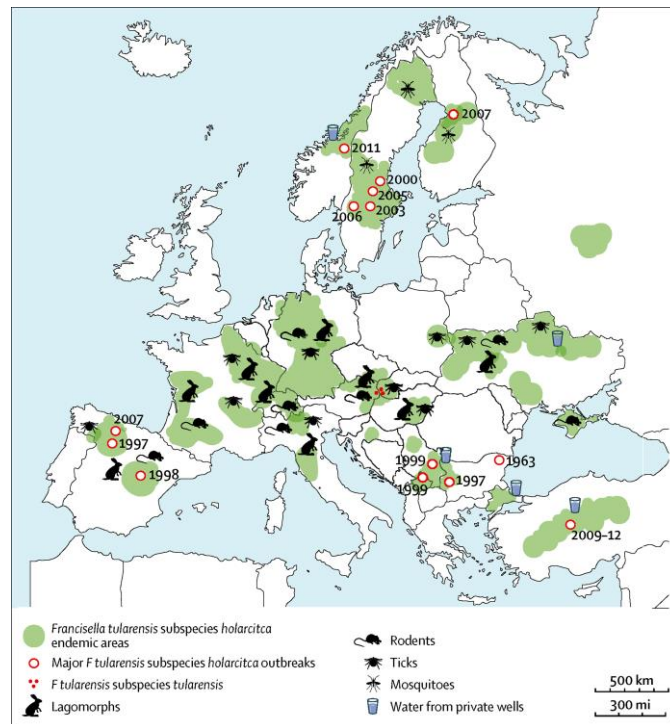 2007
2011
2000
2005
2006
2003
2007
1997
1998
1999
1963
1999
1997
2009–12
Francisella tularensis subspecies holarcitca
endemic areas
Major F tularensis subspecies holarcitca outbreaks
F tularensis subspecies tularensis
Lagomorphs
Rodents
Ticks
Mosquitoes
Water from private wells
500 km
300 mi